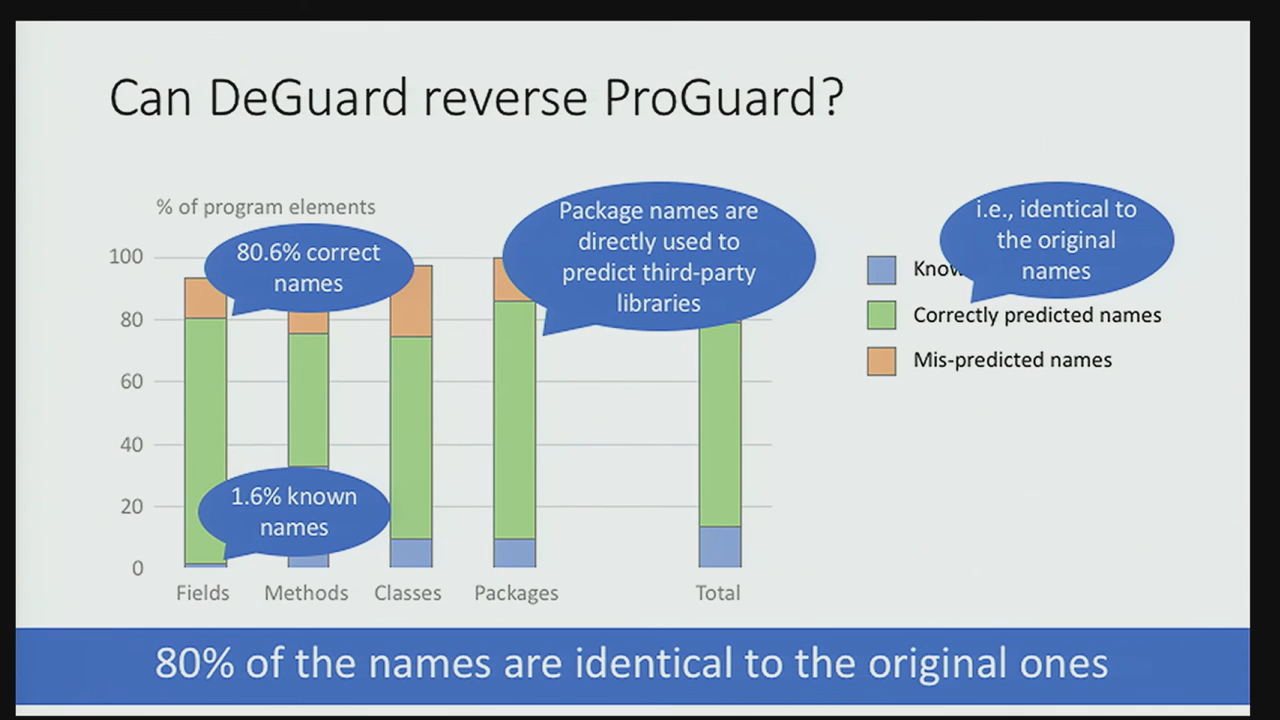 Can DeGuard reverse ProGuard?
% of program elements
100
80
60
40
20
0
80.6% correct
names
1.6% known
names
Package names are
directly used to
predict third-party
libraries
i.e., identical to
the original
names
Correctly predicted names
Mis-predicted names
Fields
Methods
Classes
Packages
Total
80% of the names are identical to the original ones